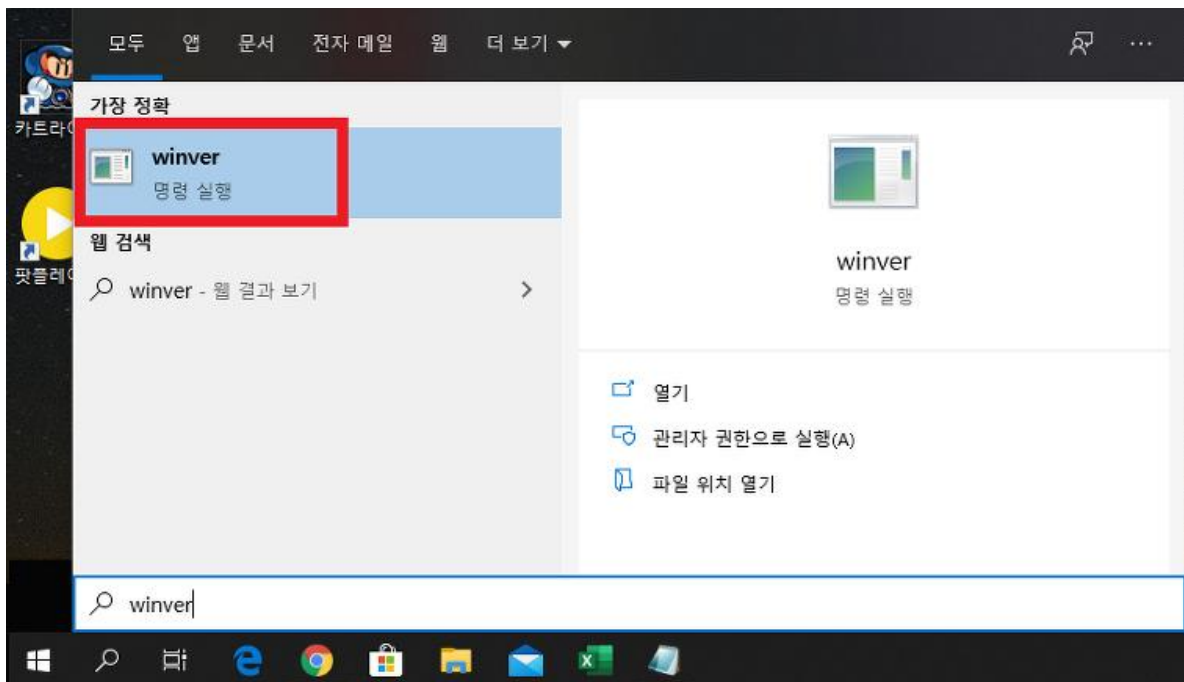 모두 앱 문서 전자 메일 웹 더 보기
가장 정확
카트라이
winver
명령 실행
웹 검색
팟플레이
winver - 웹 결과 보기
winver
명령 실행
열기
관리자 권한으로 실행(A)
파일 위치 열기
winver